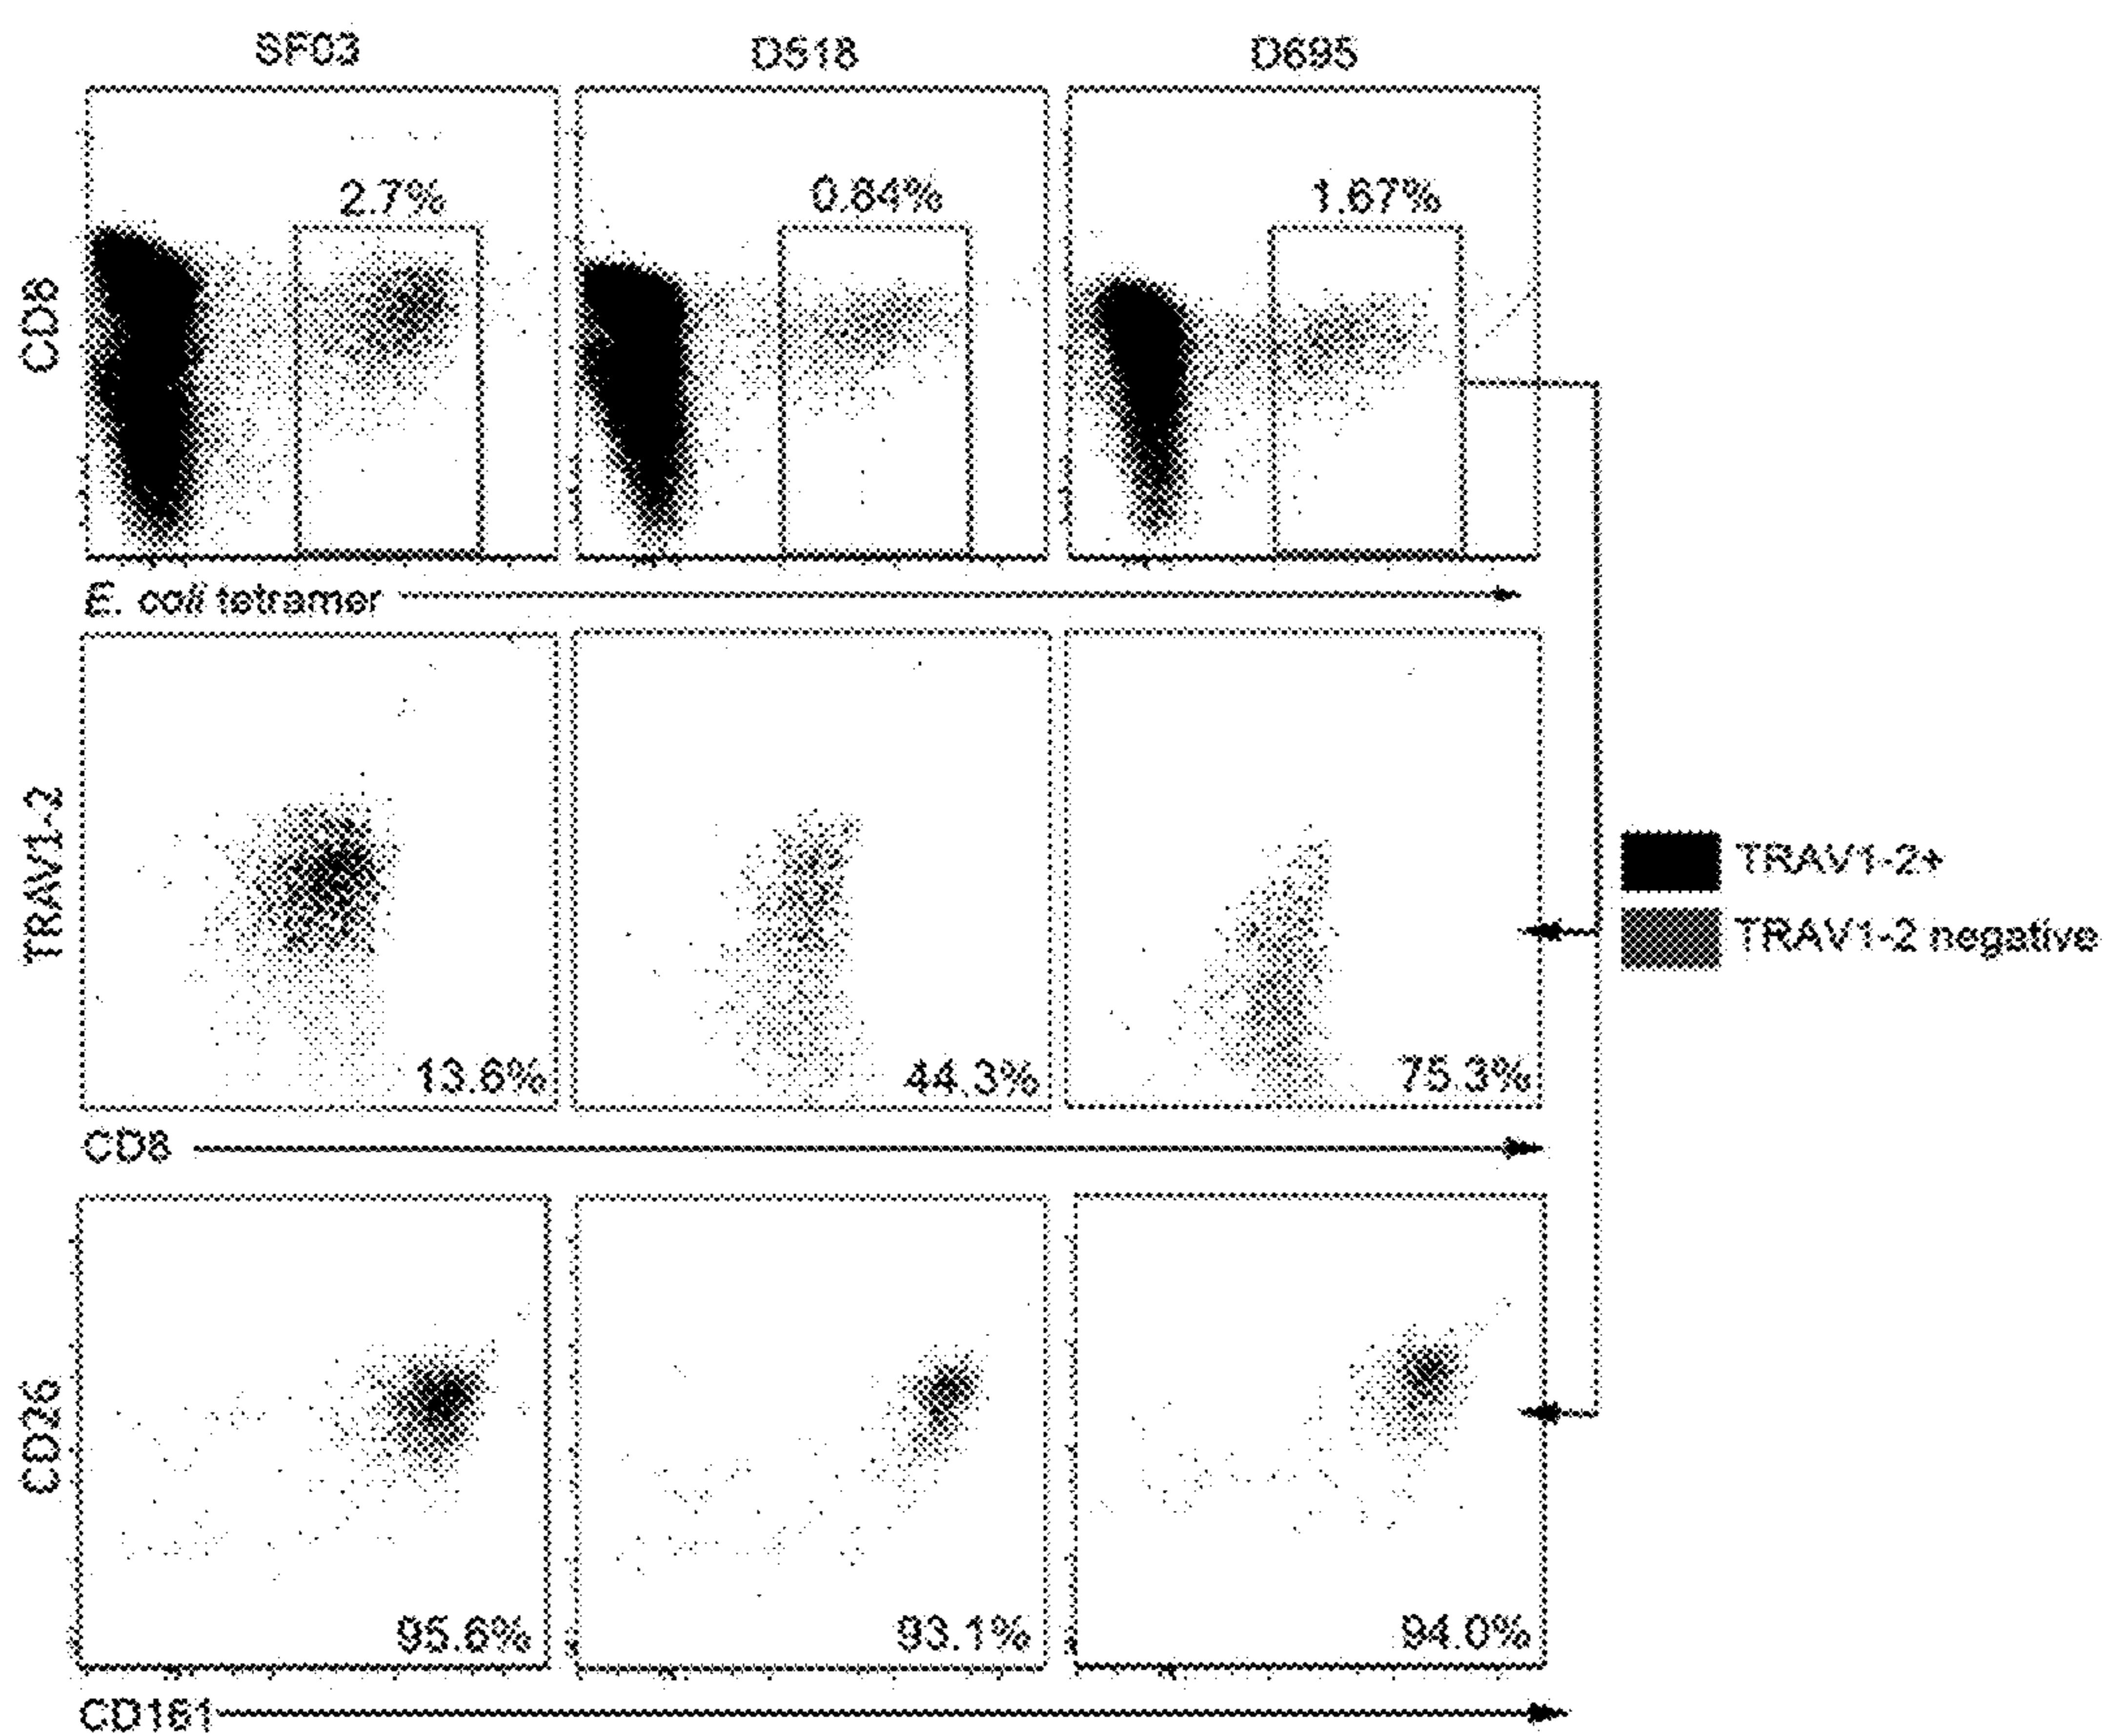 SF03 D518 D695
2.7% 0.84% 1.67%
CD8
E. coli tetramer
TRAV1-2
TRAV1-2+
TRAV1-2 negative
13.6% 44.3% 75.3%
CD8
CD26
95.6% 93.1% 94.0%
CD161